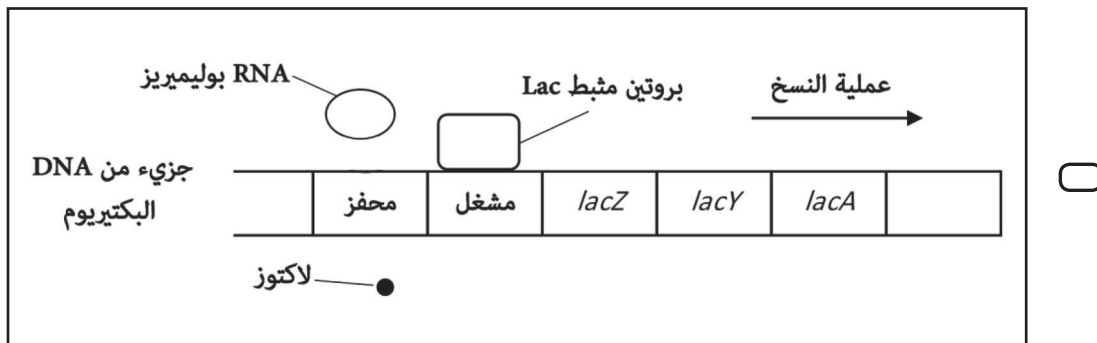 RNA بوليميريز
بروتين مثبط Lac
عملية النسخ
جزيء من DNA
البكتيريوم
محفز
مشغل
lacZ
lacY
lacA
لاكتوز